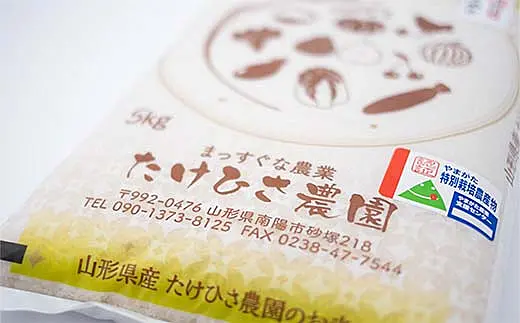 5kg
まっすぐな農業
たけひさ農園
〒992-0476 山形県南陽市砂塚218
TEL 090-1373-8125 FAX 0238-47-7544
やまがた
特別栽培農産物
山形県産 たけひさ農園のお米